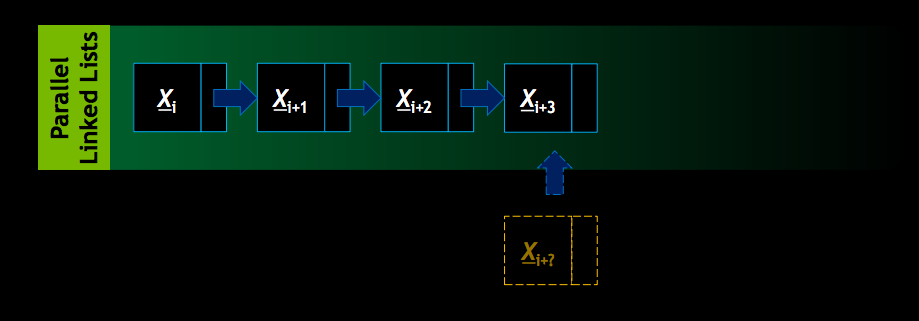 Parallel
Linked Lists
Xi
Xi+1
Xi+2
Xi+3
Xi+?